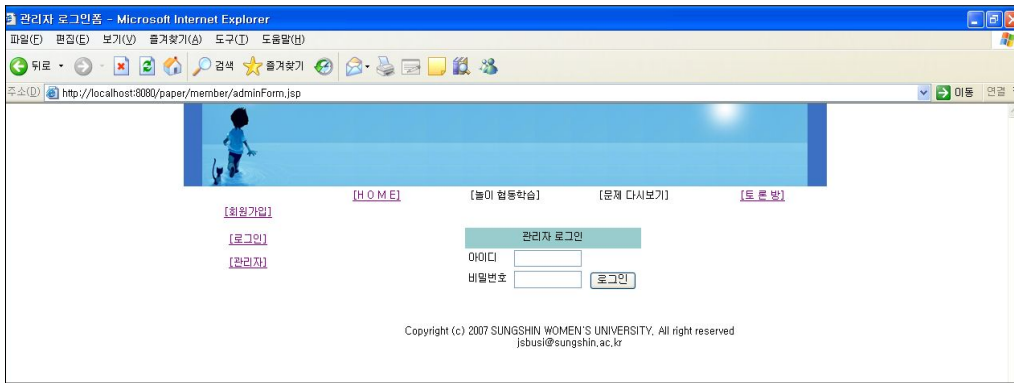 관리자 로그인폼 - Microsoft Internet Explorer
파일(F) 편집(E) 보기(V) 즐겨찾기(A) 도구(T) 도움말(H)
뒤로 검색 즐겨찾기
주소(D) http://localhost:8080/paper/member/adminForm.jsp 이동 연결
[H O M E] [놀이 협동학습] [문제 다시보기] [토 론 방]
[회원가입]
[로그인]
[관리자]
관리자 로그인
아이디
비밀번호 로그인
Copyright (c) 2007 SUNGSHIN WOMEN'S UNIVERSITY, All right reserved
jsbusi@sungshin.ac.kr